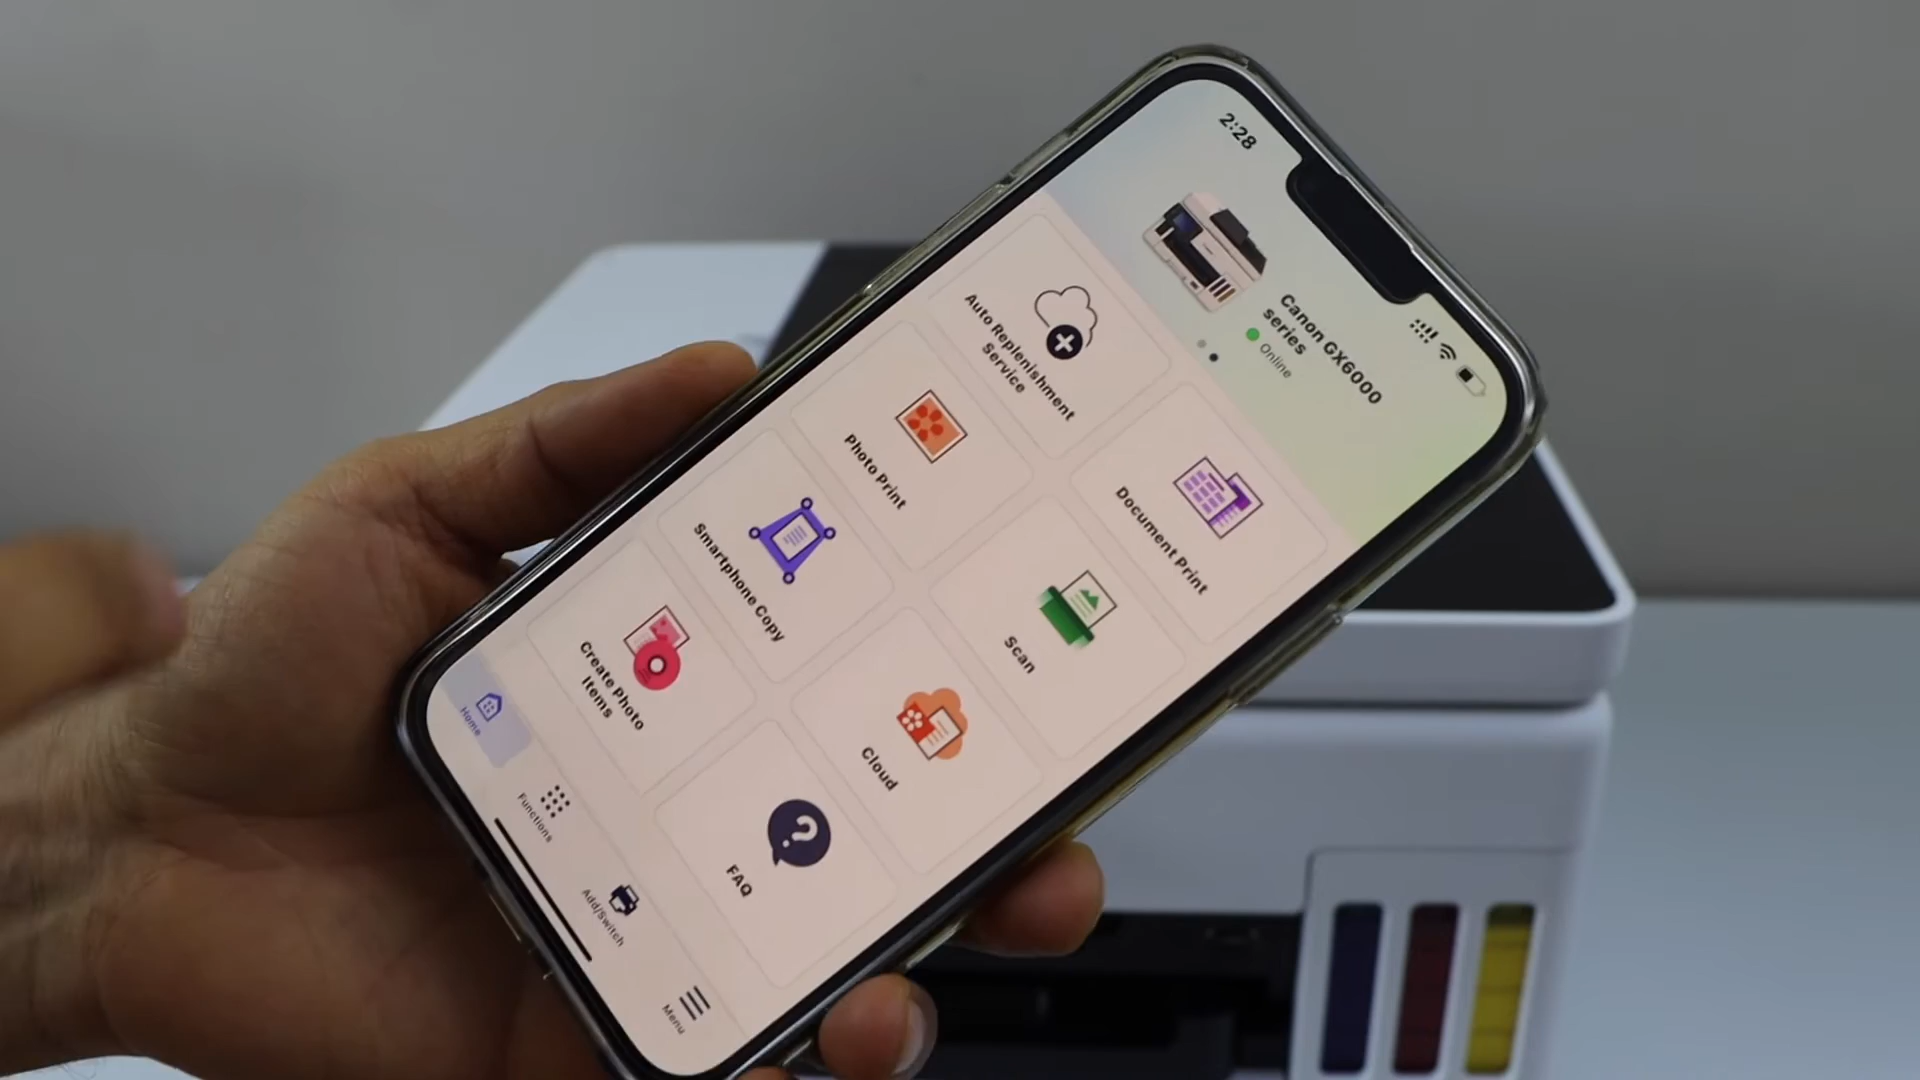 2:28
Canon GX6000
series
Online
Auto Replenishment
Service
Document Print
Photo Print
Scan
Smartphone Copy
Cloud
Create Photo
Items
FAQ
Home
Functions
Add/Switch
Menu